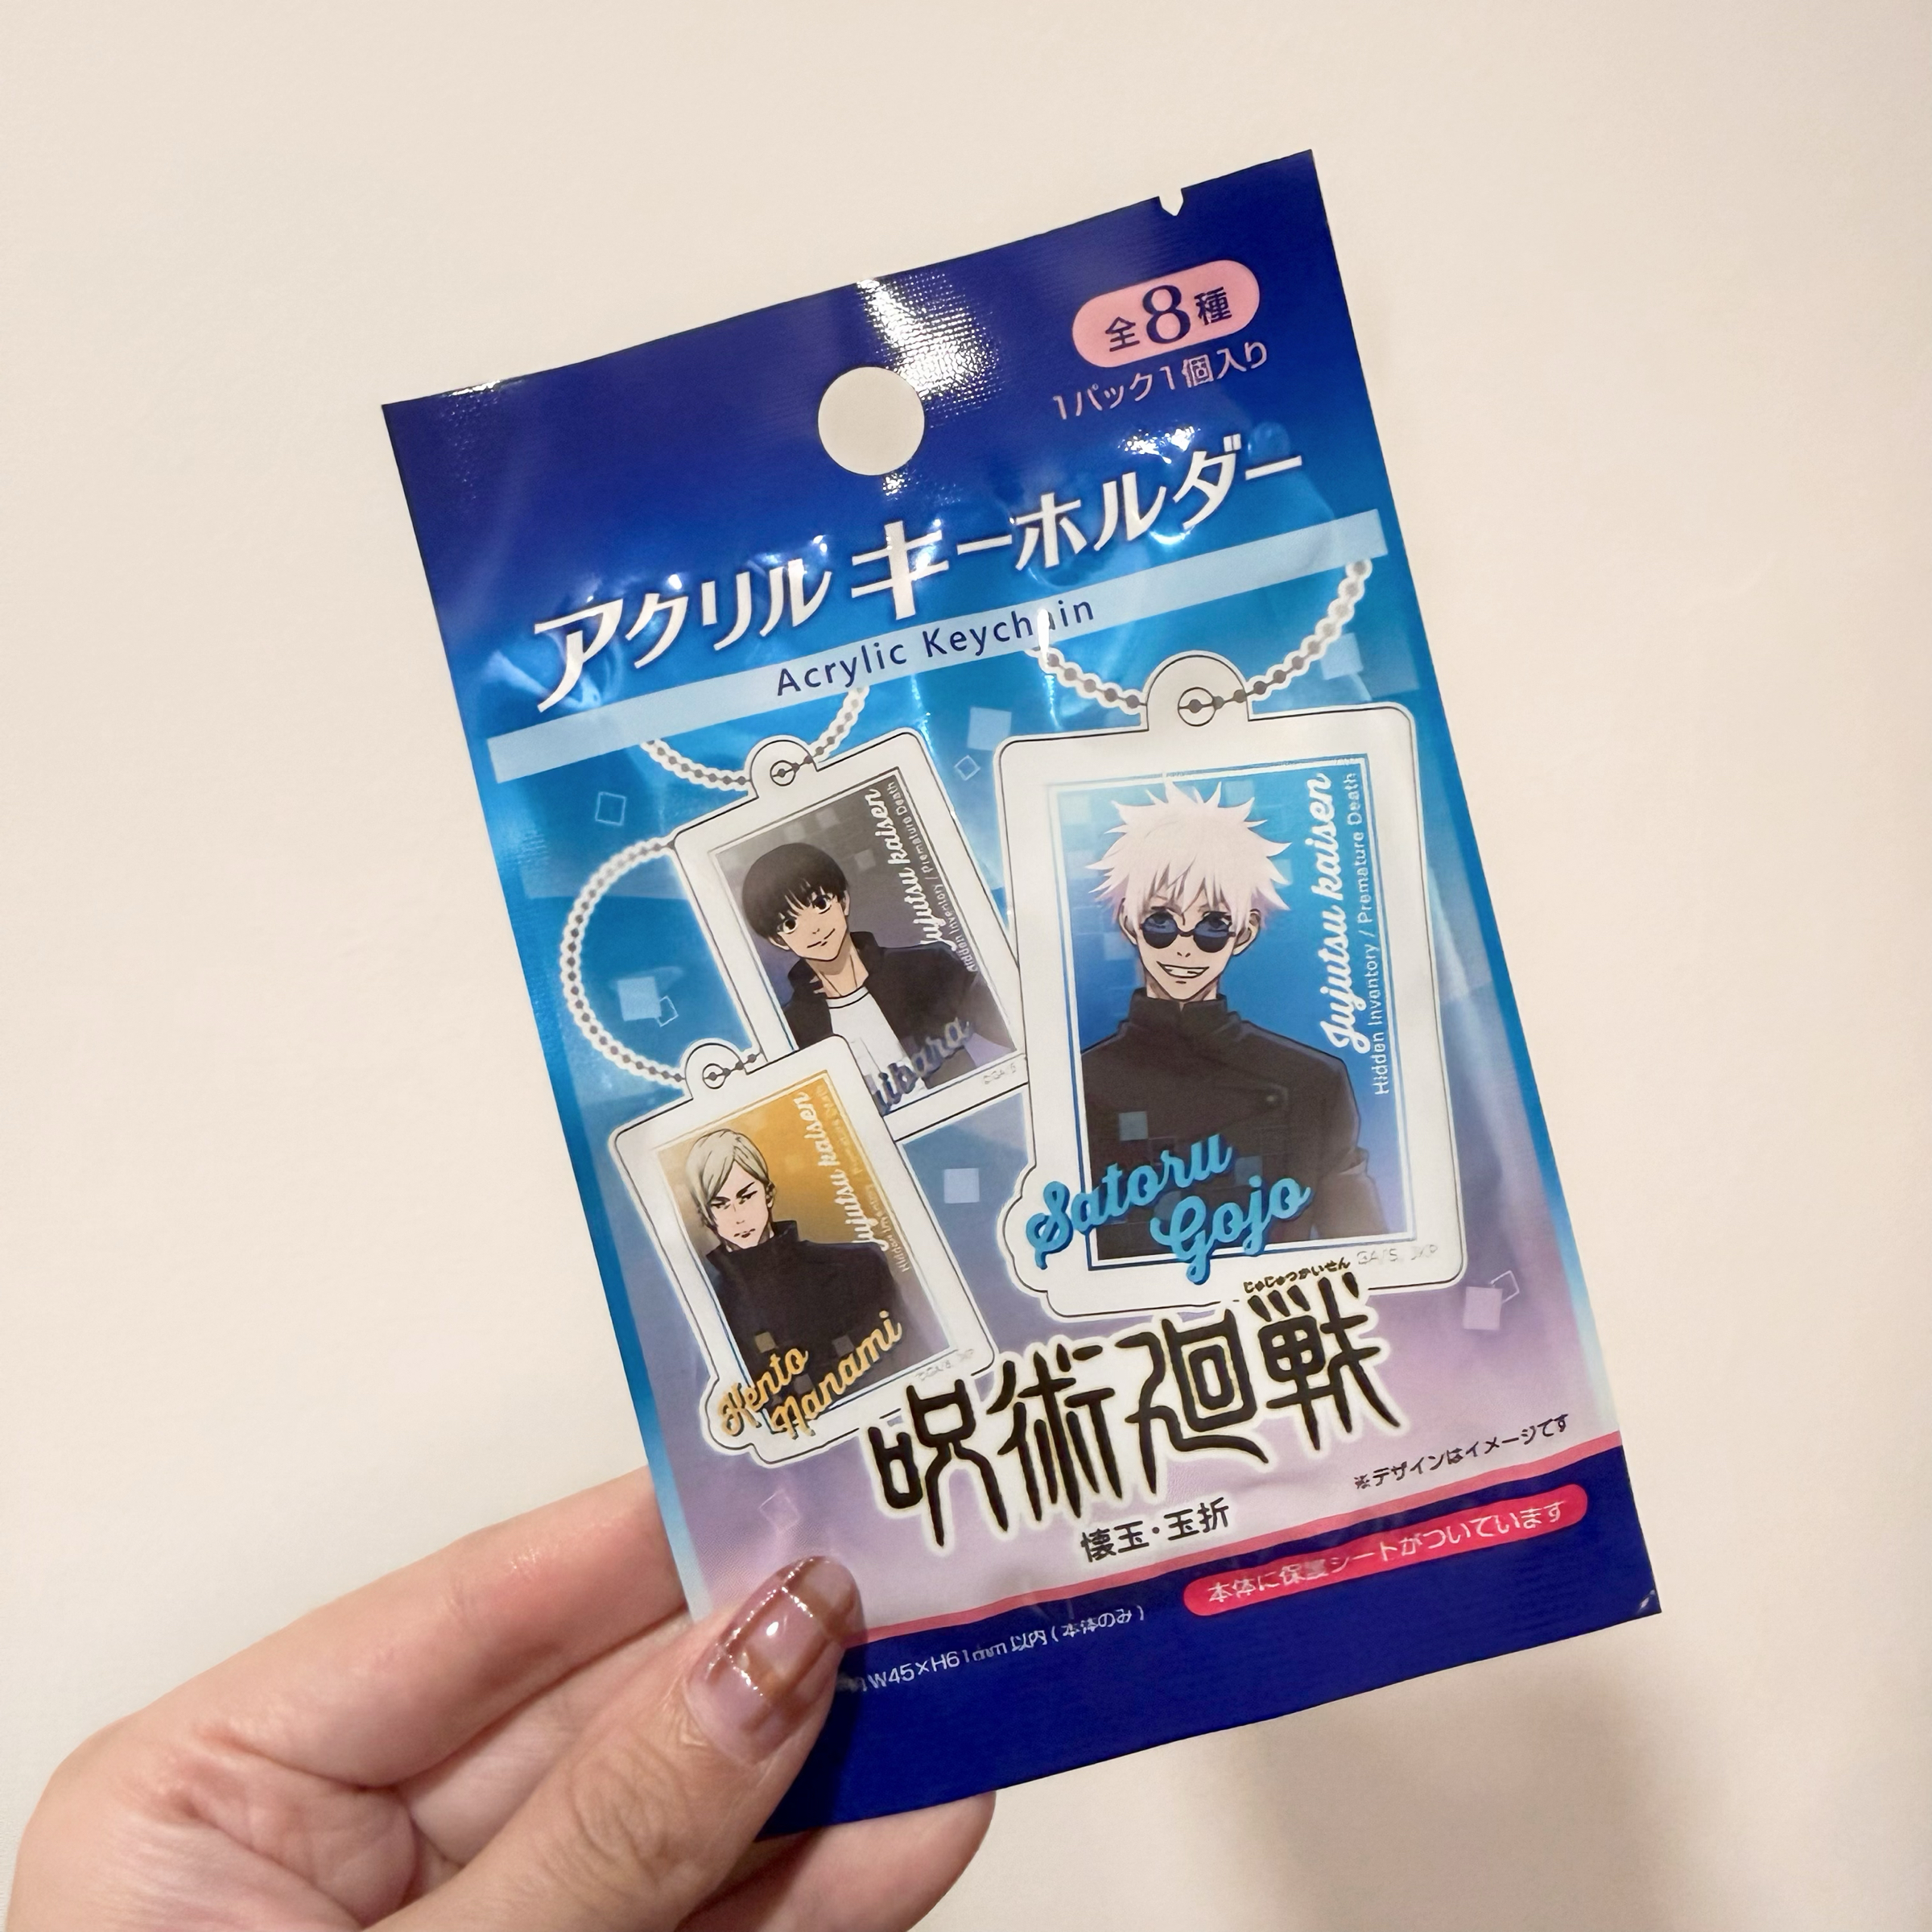 全8種
1パック1個入り
アクリルキーホルダー
Acrylic Keychain
Jujutsu kaisen
Hidden Inventory / Premature Death
Jujutsu kaisen
Hidden Inventory / Premature Death
Satoru
Gojo
Jujutsu kaisen
Kento
Nanami
じゅじゅつかいせん
呪術廻戦
懐玉・玉折
※デザインはイメージです
本体に保護シートがついています
W45×H61mm以内(本体のみ)